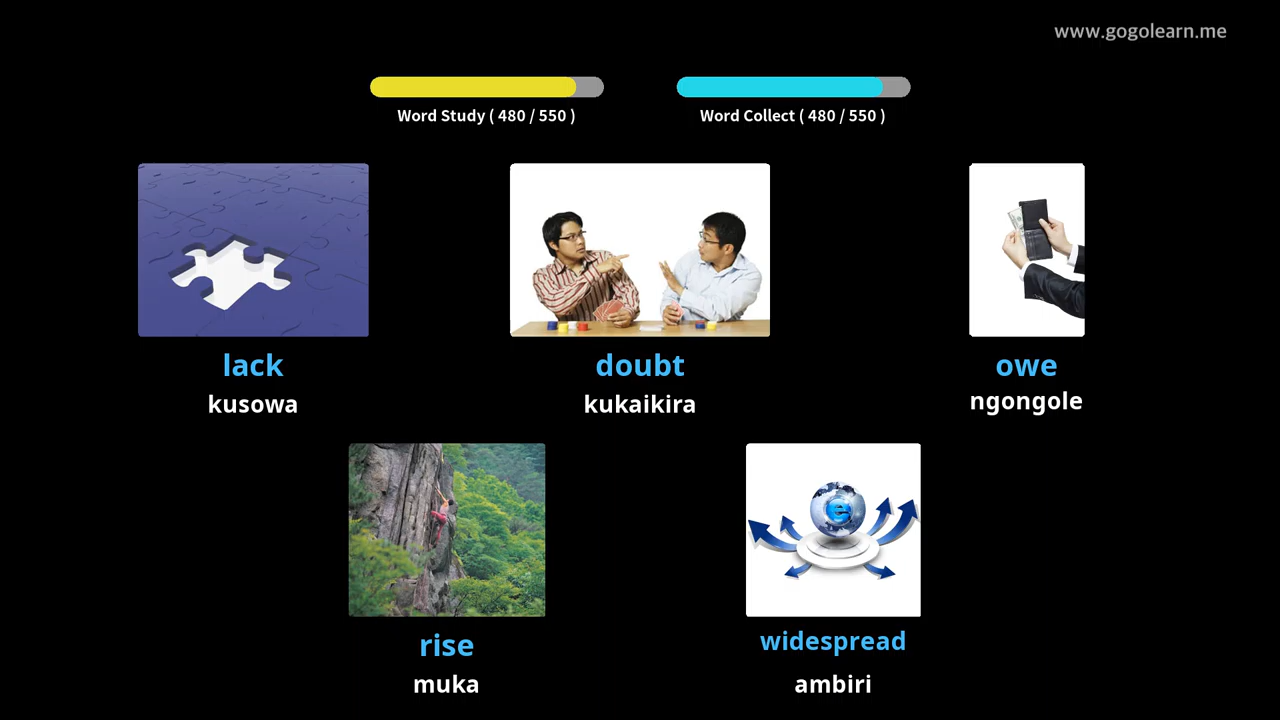 www.gogolearn.me
Word Study ( 480 / 550 )
Word Collect ( 480 / 550 )
lack
kusowa
doubt
kukaikira
owe
ngongole
rise
muka
widespread
ambiri